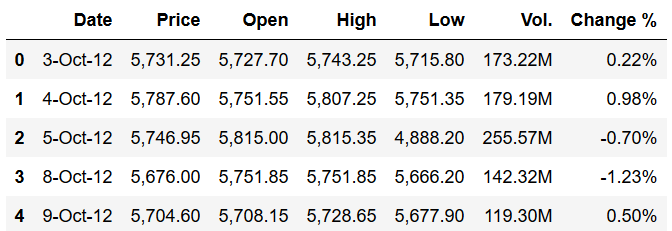 Date Price Open High Low Vol. Change %
0 3-Oct-12 5,731.25 5,727.70 5,743.25 5,715.80 173.22M 0.22%
1 4-Oct-12 5,787.60 5,751.55 5,807.25 5,751.35 179.19M 0.98%
2 5-Oct-12 5,746.95 5,815.00 5,815.35 4,888.20 255.57M -0.70%
3 8-Oct-12 5,676.00 5,751.85 5,751.85 5,666.20 142.32M -1.23%
4 9-Oct-12 5,704.60 5,708.15 5,728.65 5,677.90 119.30M 0.50%